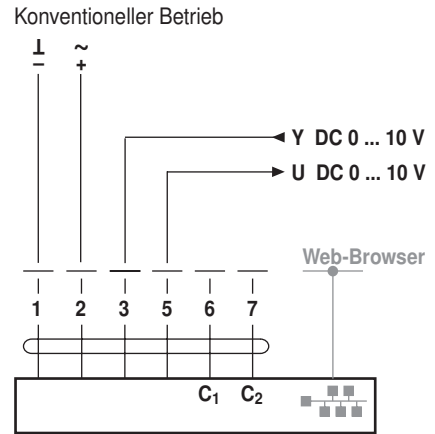 Konventioneller Betrieb
⊥ ~
– +
Y DC 0 ... 10 V
U DC 0 ... 10 V
Web-Browser
1 2 3 5 6 7
C₁ C₂